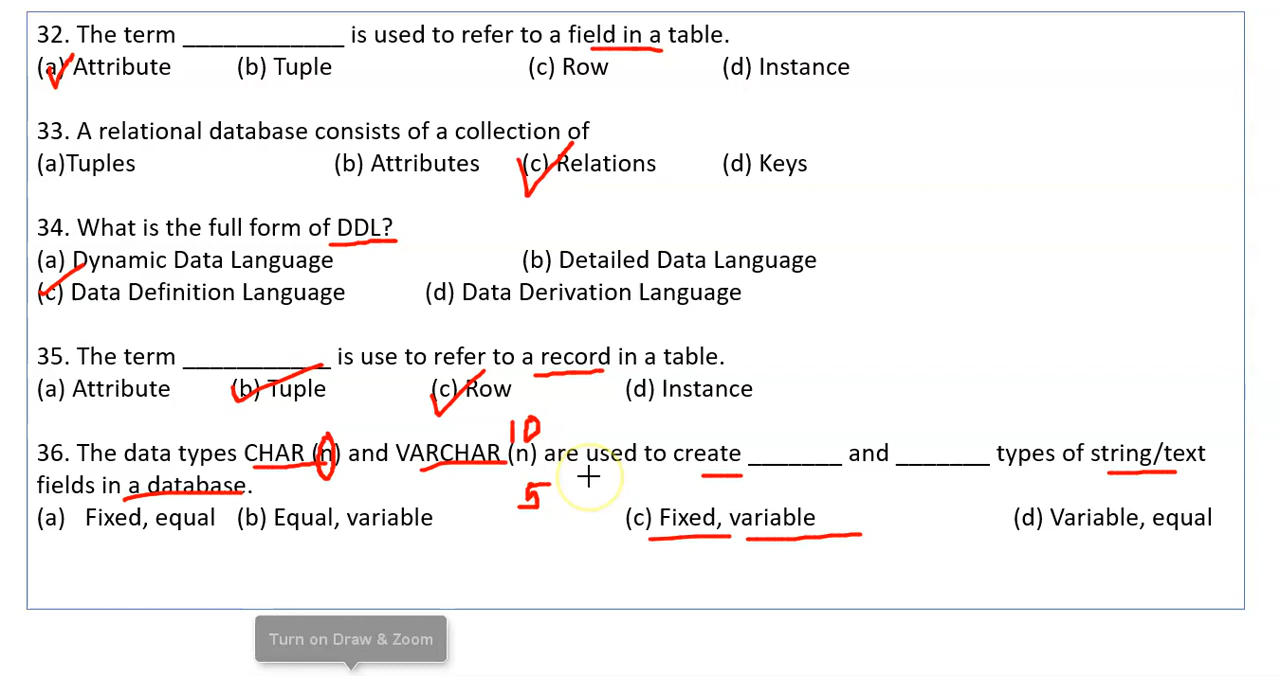 32. The term ____________ is used to refer to a field in a table.
(a) Attribute (b) Tuple (c) Row (d) Instance
33. A relational database consists of a collection of
(a)Tuples (b) Attributes (c) Relations (d) Keys
34. What is the full form of DDL?
(a) Dynamic Data Language (b) Detailed Data Language
(c) Data Definition Language (d) Data Derivation Language
35. The term ___________ is use to refer to a record in a table.
(a) Attribute (b) Tuple (c) Row (d) Instance
10
36. The data types CHAR (n) and VARCHAR (n) are used to create _______ and _______ types of string/text
fields in a database.
5
(a) Fixed, equal (b) Equal, variable (c) Fixed, variable (d) Variable, equal
Turn on Draw & Zoom